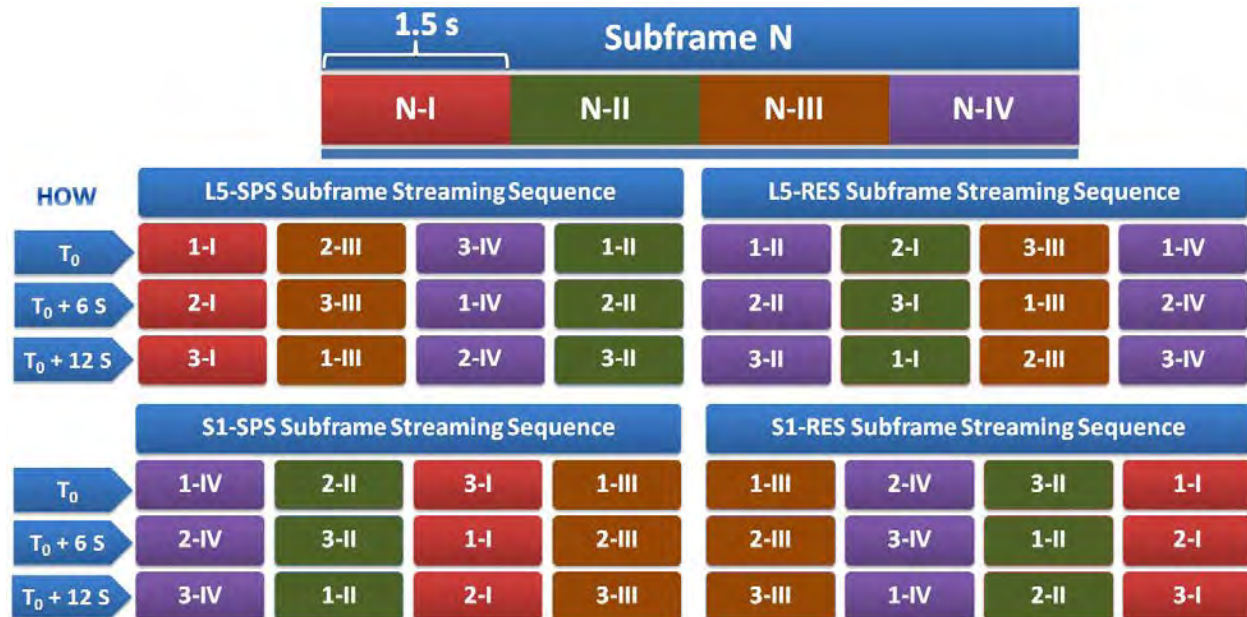 1.5 s
Subframe N
N-I N-II N-III N-IV
HOW L5-SPS Subframe Streaming Sequence L5-RES Subframe Streaming Sequence
T₀ 1-I 2-III 3-IV 1-II 1-II 2-I 3-III 1-IV
T₀ + 6 S 2-I 3-III 1-IV 2-II 2-II 3-I 1-III 2-IV
T₀ + 12 S 3-I 1-III 2-IV 3-II 3-II 1-I 2-III 3-IV
S1-SPS Subframe Streaming Sequence S1-RES Subframe Streaming Sequence
T₀ 1-IV 2-II 3-I 1-III 1-III 2-IV 3-II 1-I
T₀ + 6 S 2-IV 3-II 1-I 2-III 2-III 3-IV 1-II 2-I
T₀ + 12 S 3-IV 1-II 2-I 3-III 3-III 1-IV 2-II 3-I